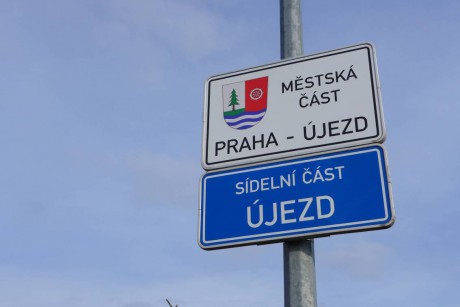 MĚSTSKÁ
ČÁST
PRAHA - ÚJEZD
SÍDELNÍ ČÁST
ÚJEZD